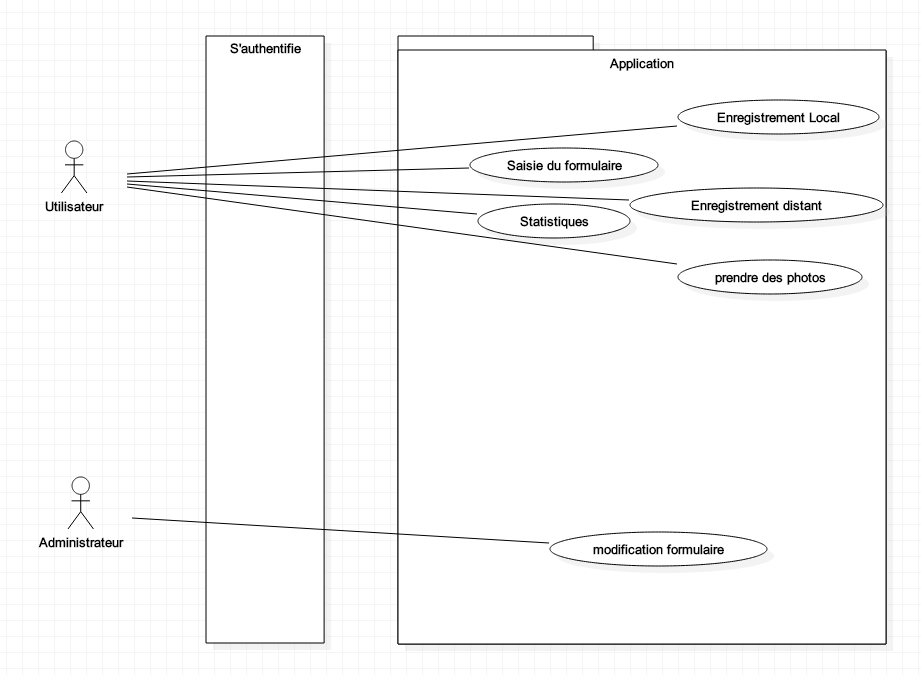 S'authentifie
Application
Enregistrement Local
Saisie du formulaire
Utilisateur
Enregistrement distant
Statistiques
prendre des photos
Administrateur
modification formulaire